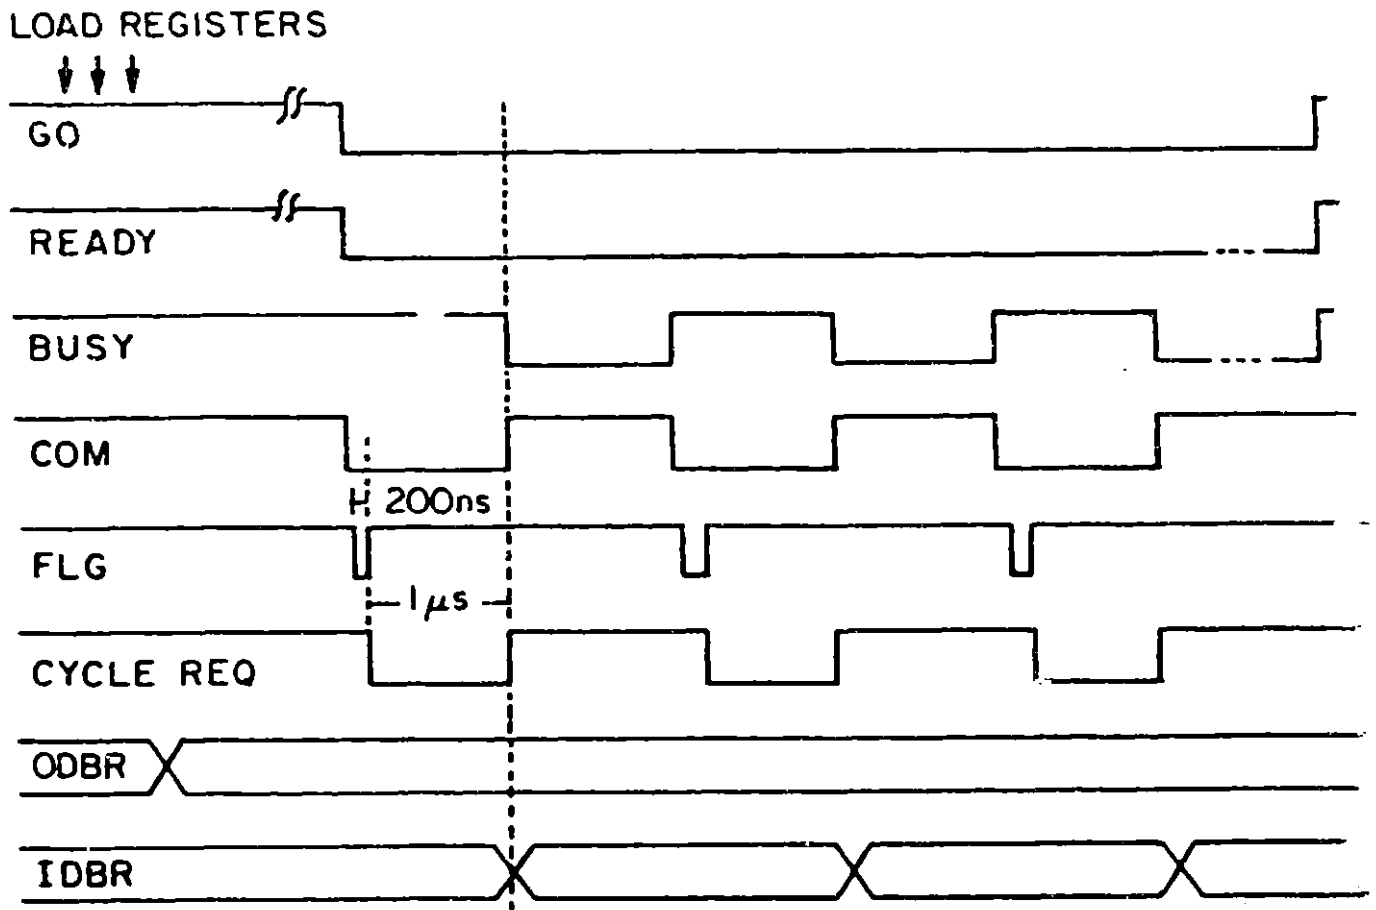 LOAD REGISTERS
GO
READY
BUSY
COM
200ns
FLG
1μs
CYCLE REQ
ODBR
IDBR